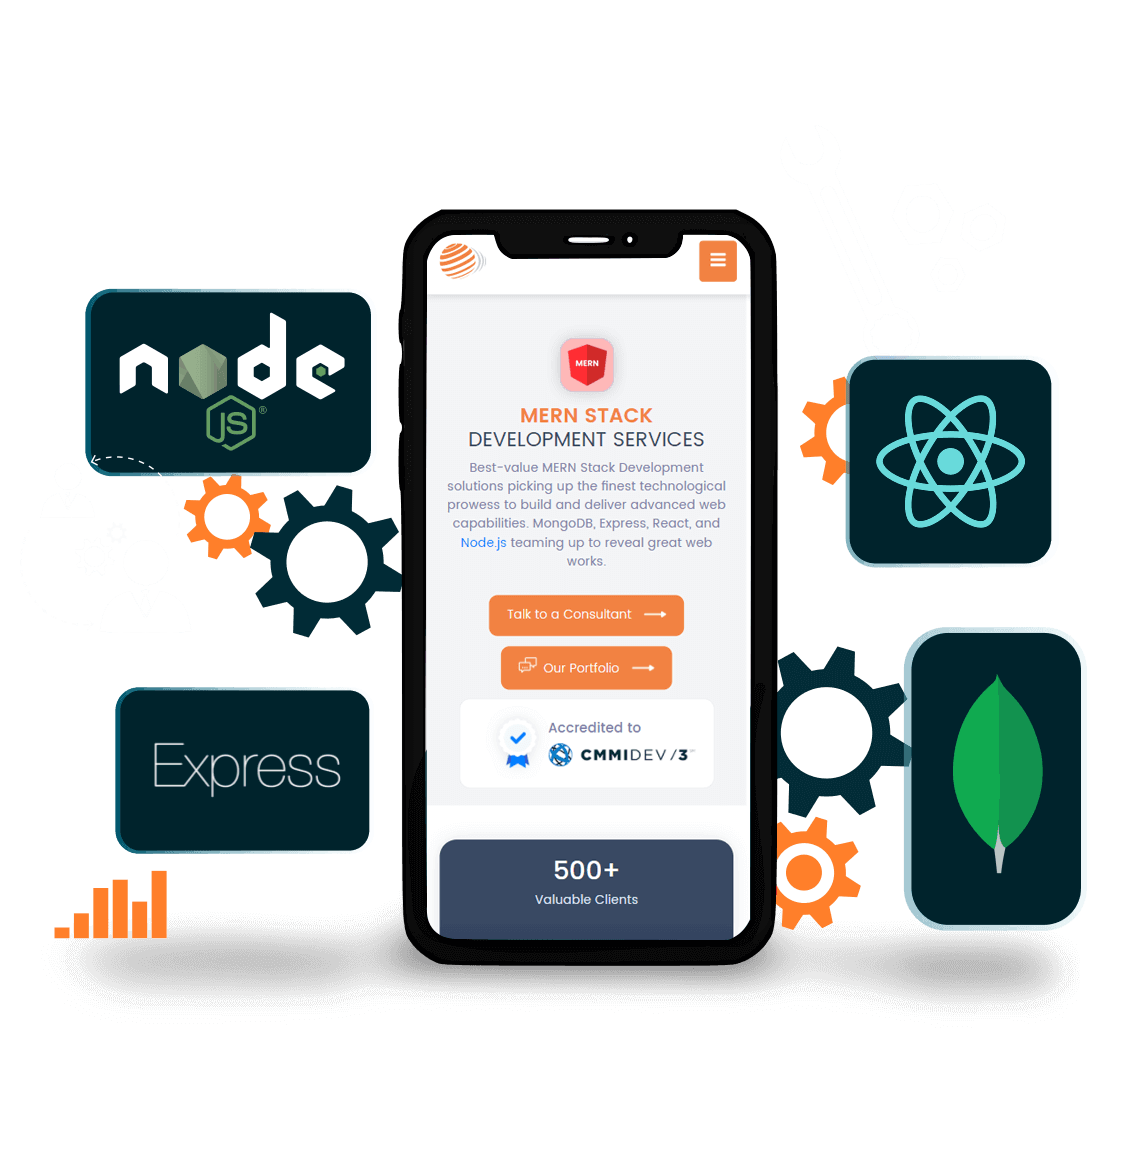 node
JS®
MERN
MERN STACK
DEVELOPMENT SERVICES
Best-value MERN Stack Development
solutions picking up the finest technological
prowess to build and deliver advanced web
capabilities. MongoDB, Express, React, and
Node.js teaming up to reveal great web
works.
Talk to a Consultant
Our Portfolio
Accredited to
CMMIDEV/3
500+
Valuable Clients
Express